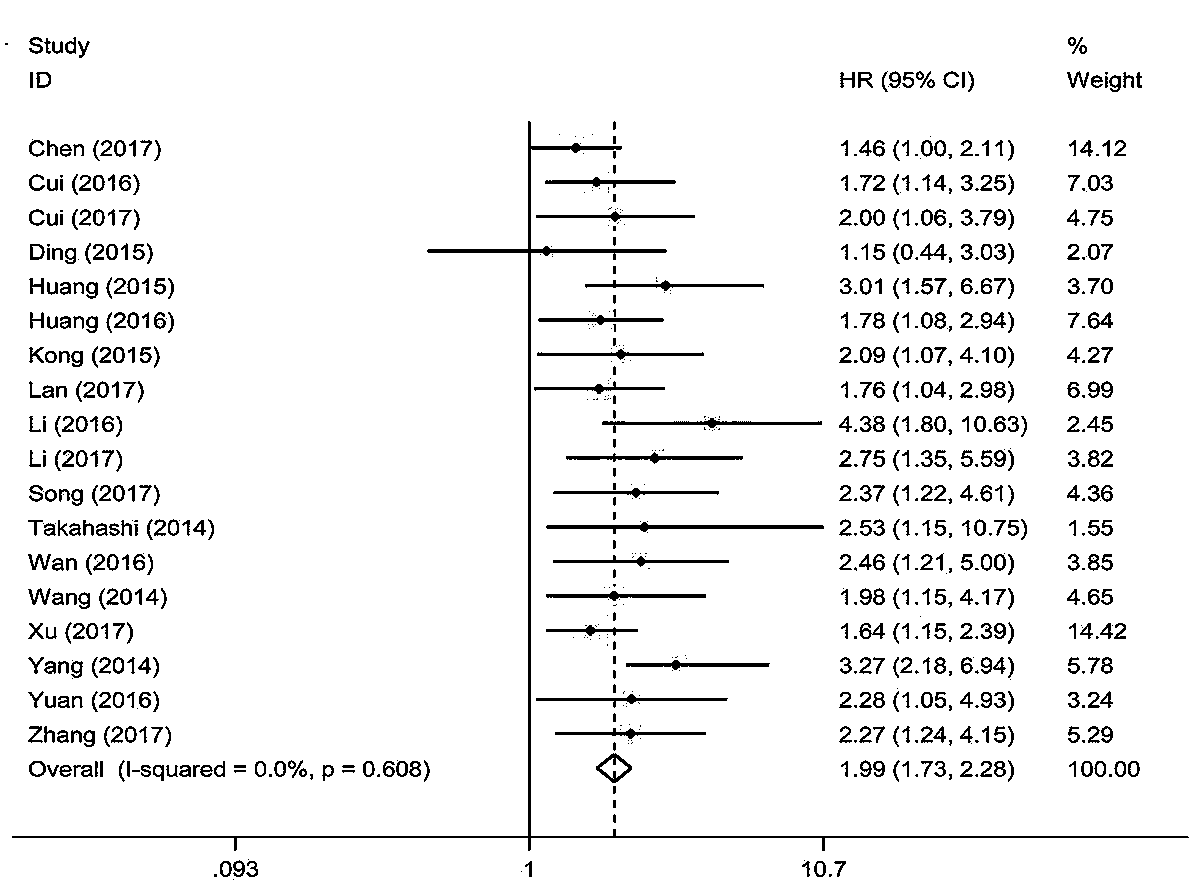 Study %
ID HR (95% CI) Weight
Chen (2017) 1.46 (1.00, 2.11) 14.12
Cui (2016) 1.72 (1.14, 3.25) 7.03
Cui (2017) 2.00 (1.06, 3.79) 4.75
Ding (2015) 1.15 (0.44, 3.03) 2.07
Huang (2015) 3.01 (1.57, 6.67) 3.70
Huang (2016) 1.78 (1.08, 2.94) 7.64
Kong (2015) 2.09 (1.07, 4.10) 4.27
Lan (2017) 1.76 (1.04, 2.98) 6.99
Li (2016) 4.38 (1.80, 10.63) 2.45
Li (2017) 2.75 (1.35, 5.59) 3.82
Song (2017) 2.37 (1.22, 4.61) 4.36
Takahashi (2014) 2.53 (1.15, 10.75) 1.55
Wan (2016) 2.46 (1.21, 5.00) 3.85
Wang (2014) 1.98 (1.15, 4.17) 4.65
Xu (2017) 1.64 (1.15, 2.39) 14.42
Yang (2014) 3.27 (2.18, 6.94) 5.78
Yuan (2016) 2.28 (1.05, 4.93) 3.24
Zhang (2017) 2.27 (1.24, 4.15) 5.29
Overall (I-squared = 0.0%, p = 0.608) 1.99 (1.73, 2.28) 100.00
.093 1 10.7